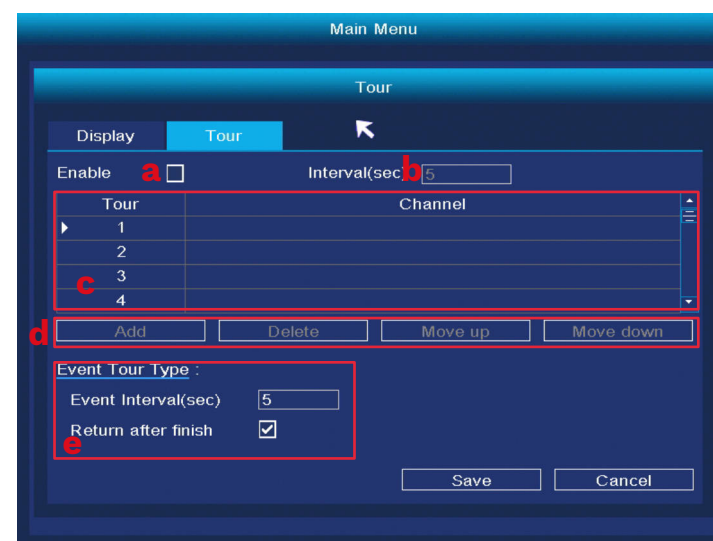 Main Menu
Tour
Display Tour
Enable a Interval(sec) b 5
Tour Channel
1
2
3
c
4
d Add Delete Move up Move down
Event Tour Type :
Event Interval(sec) 5
Return after finish
e
Save Cancel